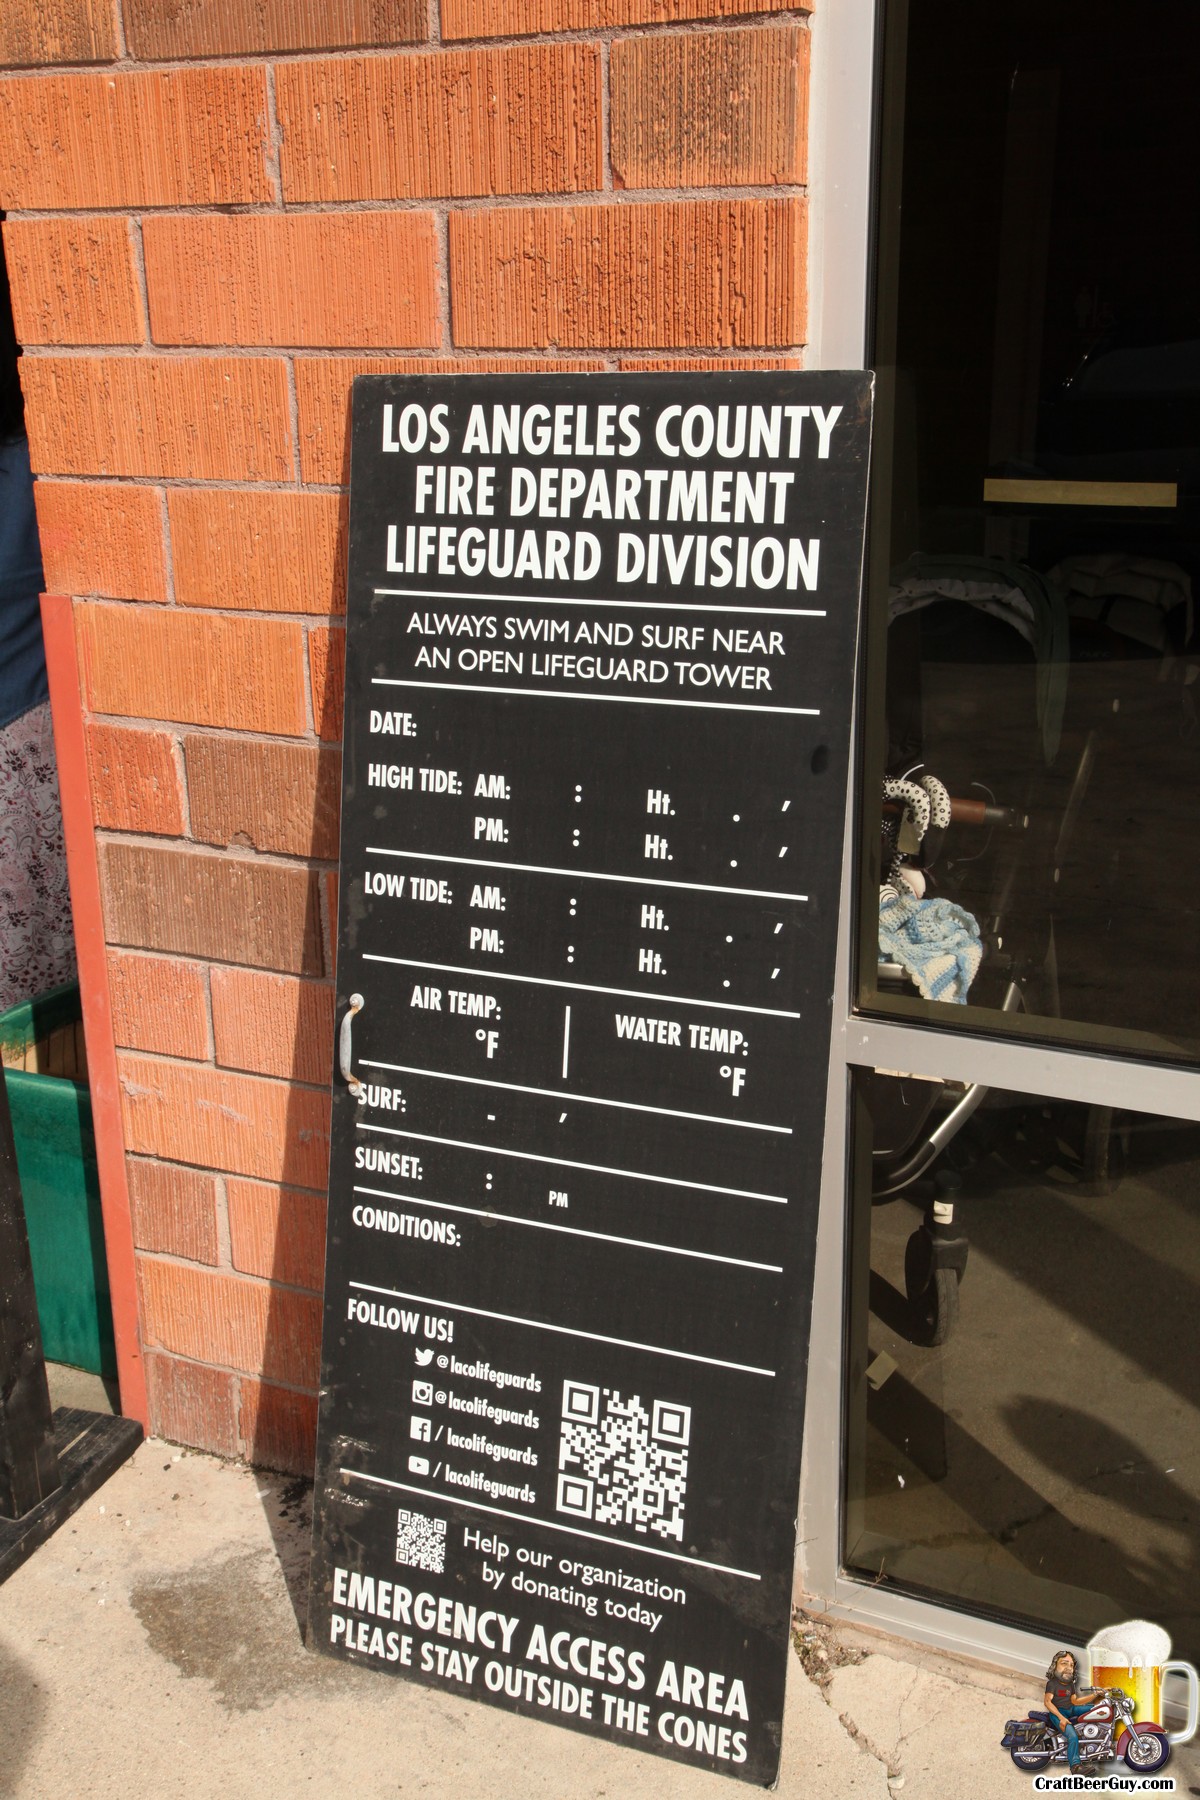 LOS ANGELES COUNTY
FIRE DEPARTMENT
LIFEGUARD DIVISION
ALWAYS SWIM AND SURF NEAR
AN OPEN LIFEGUARD TOWER
DATE:
HIGH TIDE: AM: : Ht. . ′
PM: : Ht. . ′
LOW TIDE: AM: : Ht. . ′
PM: : Ht. . ′
AIR TEMP: WATER TEMP:
°F °F
SURF: - ′
SUNSET: : PM
CONDITIONS:
FOLLOW US!
@lacolifeguards
@lacolifeguards
/ lacolifeguards
/ lacolifeguards
Help our organization
by donating today
EMERGENCY ACCESS AREA
PLEASE STAY OUTSIDE THE CONES
CraftBeerGuy.com